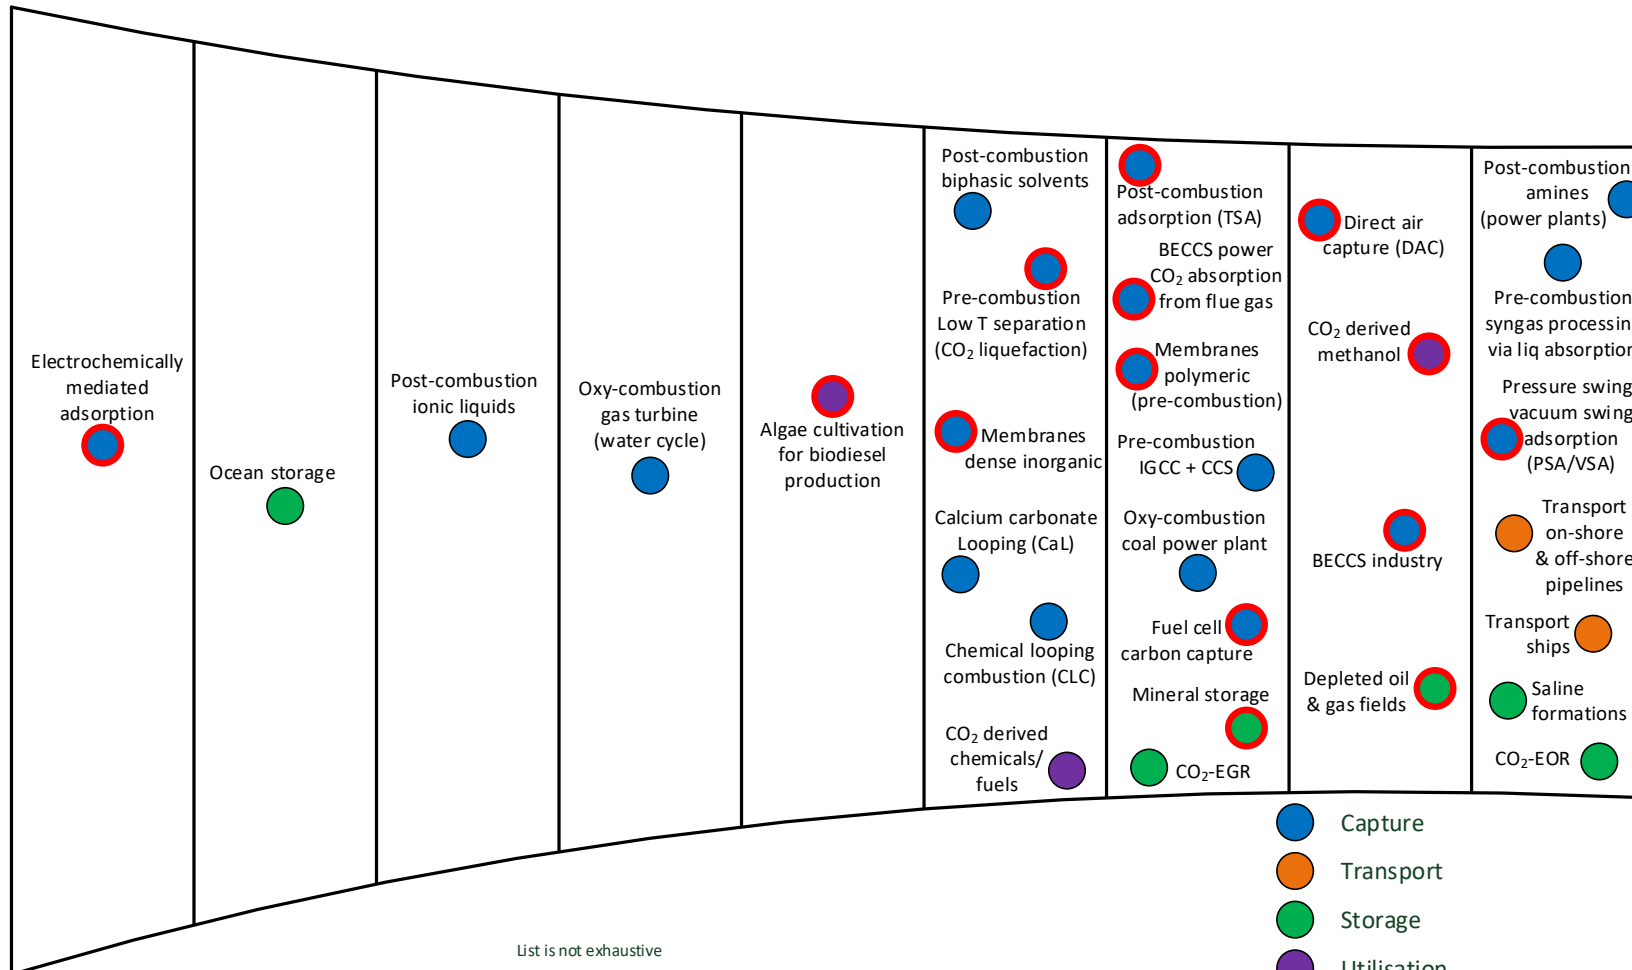 Electrochemically
mediated
adsorption
Ocean storage
Post-combustion
ionic liquids
Oxy-combustion
gas turbine
(water cycle)
Algae cultivation
for biodiesel
production
Post-combustion
biphasic solvents
Pre-combustion
Low T separation
(CO₂ liquefaction)
Membranes
dense inorganic
Calcium carbonate
Looping (CaL)
Chemical looping
combustion (CLC)
CO₂ derived
chemicals/
fuels
Post-combustion
adsorption (TSA)
BECCS power
CO₂ absorption
from flue gas
Membranes
polymeric
(pre-combustion)
Pre-combustion
IGCC + CCS
Oxy-combustion
coal power plant
Fuel cell
carbon capture
Mineral storage
CO₂-EGR
Direct air
capture (DAC)
CO₂ derived
methanol
BECCS industry
Depleted oil
& gas fields
Post-combustion
amines
(power plants)
Pre-combustion
syngas processin
via liq absorption
Pressure swing
vacuum swing
adsorption
(PSA/VSA)
Transport
on-shore
& off-shore
pipelines
Transport
ships
Saline
formations
CO₂-EOR
Capture
Transport
Storage
Utilisation
List is not exhaustive